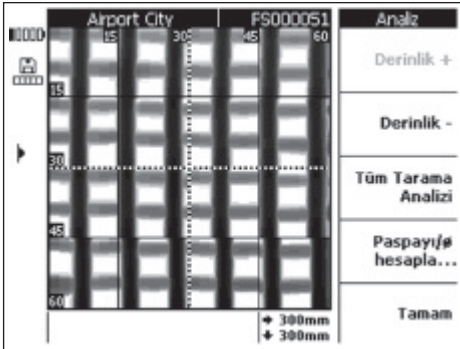 Airport City FS000051 Analiz
15 30 45 60
Derinlik +
15
Derinlik -
30
Tüm Tarama
Analizi
45
Paspayı/ø
hesapla...
60
Tamam
300mm
300mm